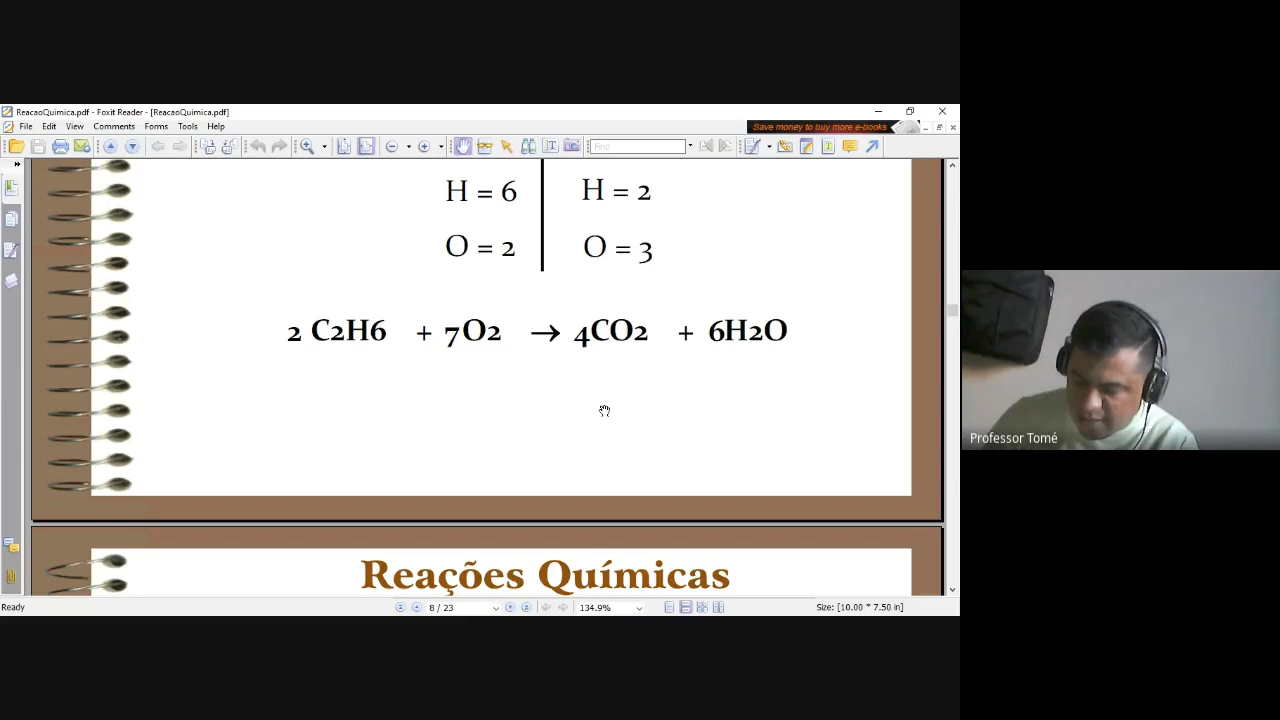 ReacaoQuimica.pdf - Foxit Reader - [ReacaoQuimica.pdf]
File Edit View Comments Forms Tools Help
Save money to buy more e-books
Find
H = 6 H = 2
O = 2 O = 3
2 C2H6 + 7O2 → 4CO2 + 6H2O
Professor Tomé
Reações Químicas
Ready 8 / 23 134.9% Size: [10.00 * 7.50 in]